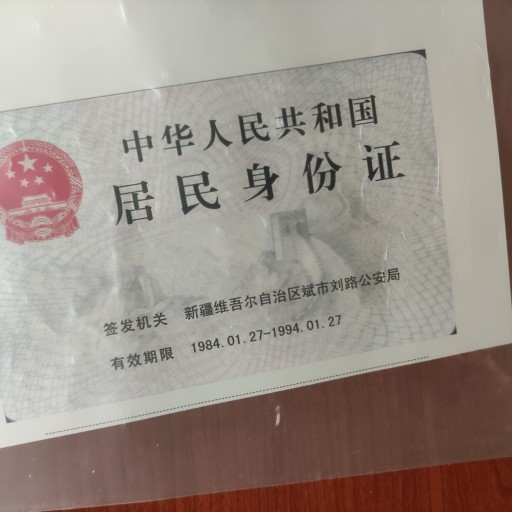 中华人民共和国
居民身份证
签发机关 新疆维吾尔自治区斌市刘路公安局
有效期限 1984.01.27-1994.01.27